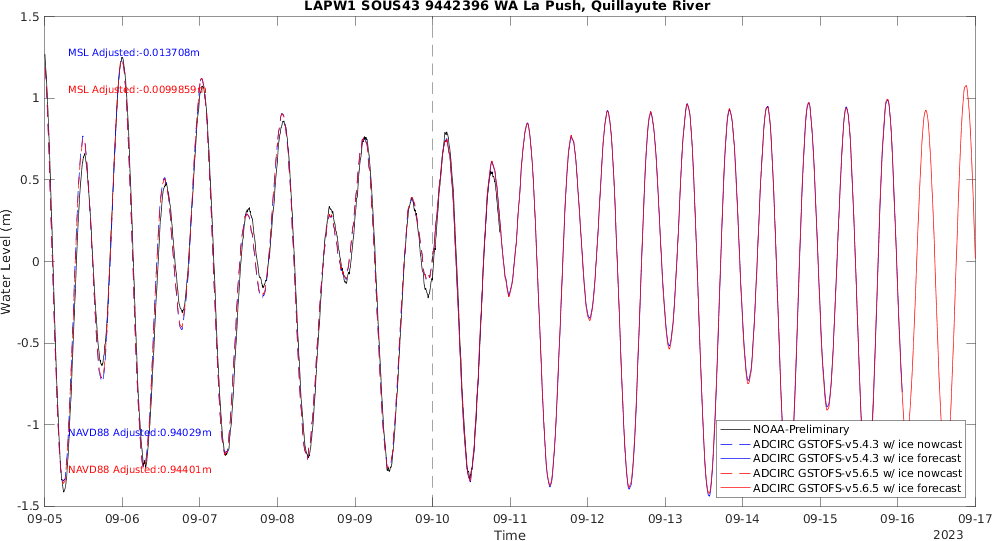 LAPW1 SOUS43 9442396 WA La Push, Quillayute River
1.5
1
0.5
0
-0.5
-1
-1.5
Water Level (m)
MSL Adjusted:-0.013708m
MSL Adjusted:-0.0099859m
NAVD88 Adjusted:0.94029m
NAVD88 Adjusted:0.94401m
NOAA-Preliminary
ADCIRC GSTOFS-v5.4.3 w/ ice nowcast
ADCIRC GSTOFS-v5.4.3 w/ ice forecast
ADCIRC GSTOFS-v5.6.5 w/ ice nowcast
ADCIRC GSTOFS-v5.6.5 w/ ice forecast
09-05 09-06 09-07 09-08 09-09 09-10 09-11 09-12 09-13 09-14 09-15 09-16 09-17
Time
2023